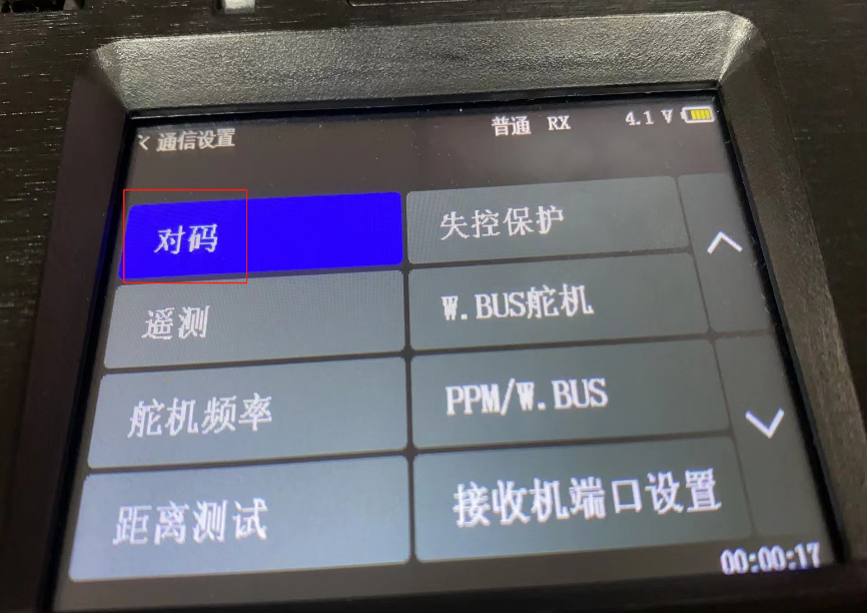 < 通信设置 普通 RX 4.1 V
对码 失控保护
遥测 W.BUS舵机
舵机频率 PPM/W.BUS
距离测试 接收机端口设置
00:00:17